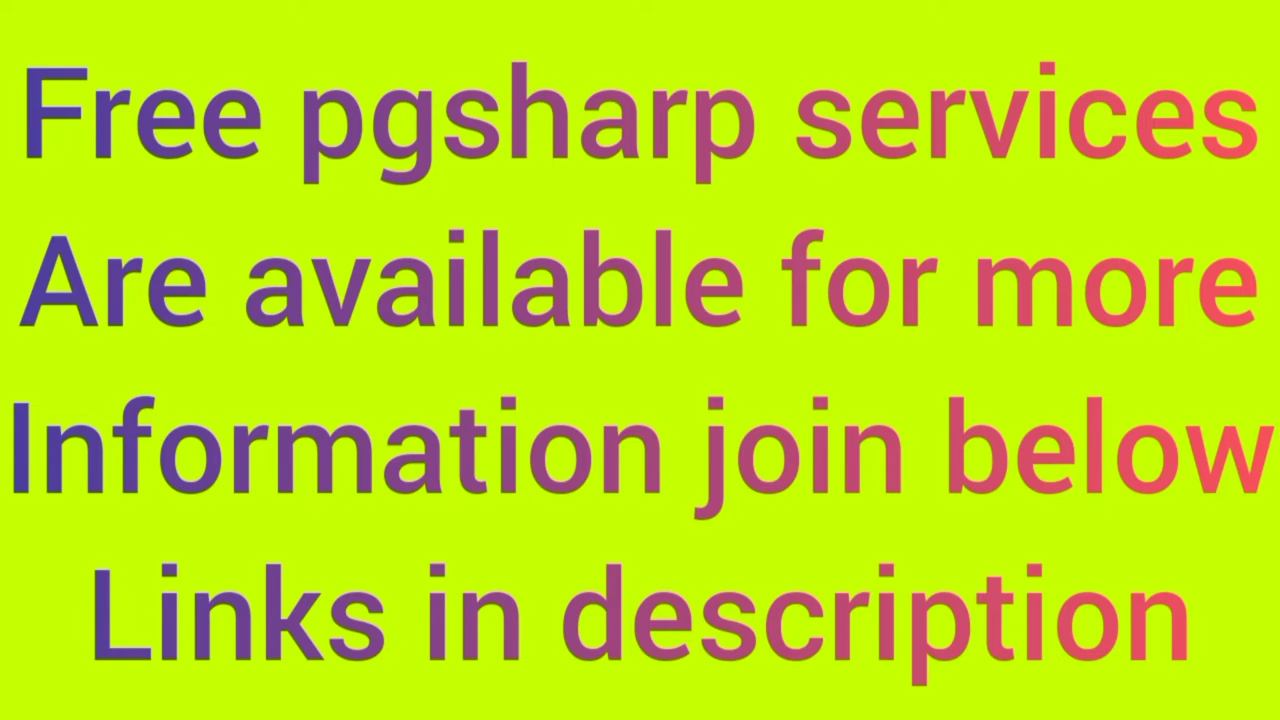 Free pgsharp services
Are available for more
Information join below
Links in description